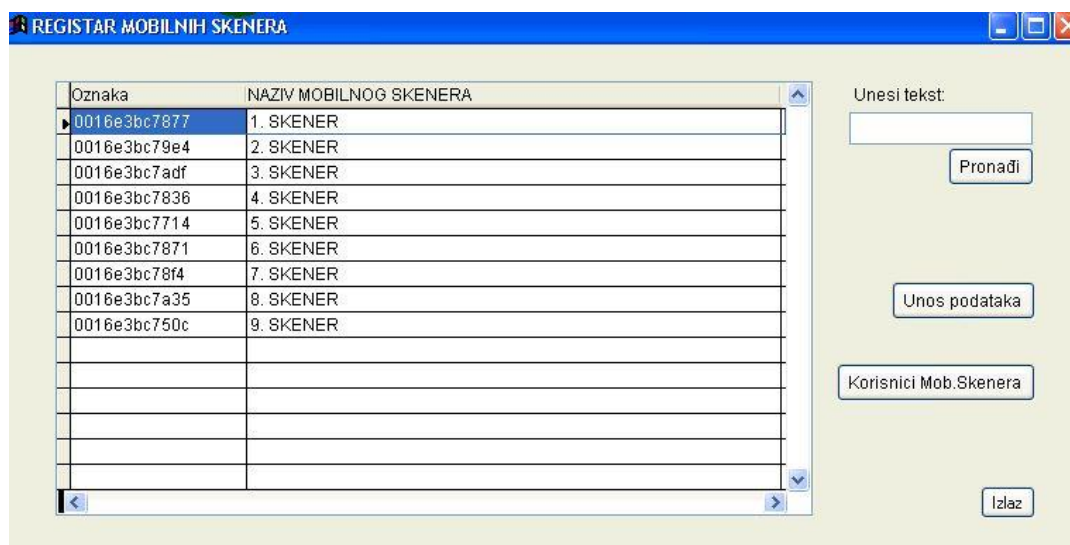 REGISTAR MOBILNIH SKENERA
Oznaka NAZIV MOBILNOG SKENERA
0016e3bc7877 1. SKENER
0016e3bc79e4 2. SKENER
0016e3bc7adf 3. SKENER
0016e3bc7836 4. SKENER
0016e3bc7714 5. SKENER
0016e3bc7871 6. SKENER
0016e3bc78f4 7. SKENER
0016e3bc7a35 8. SKENER
0016e3bc750c 9. SKENER
Unesi tekst:
Pronađi
Unos podataka
Korisnici Mob.Skenera
Izlaz